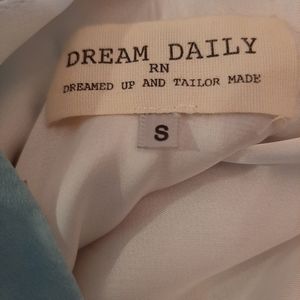 DREAM DAILY
RN
DREAMED UP AND TAILOR MADE
S